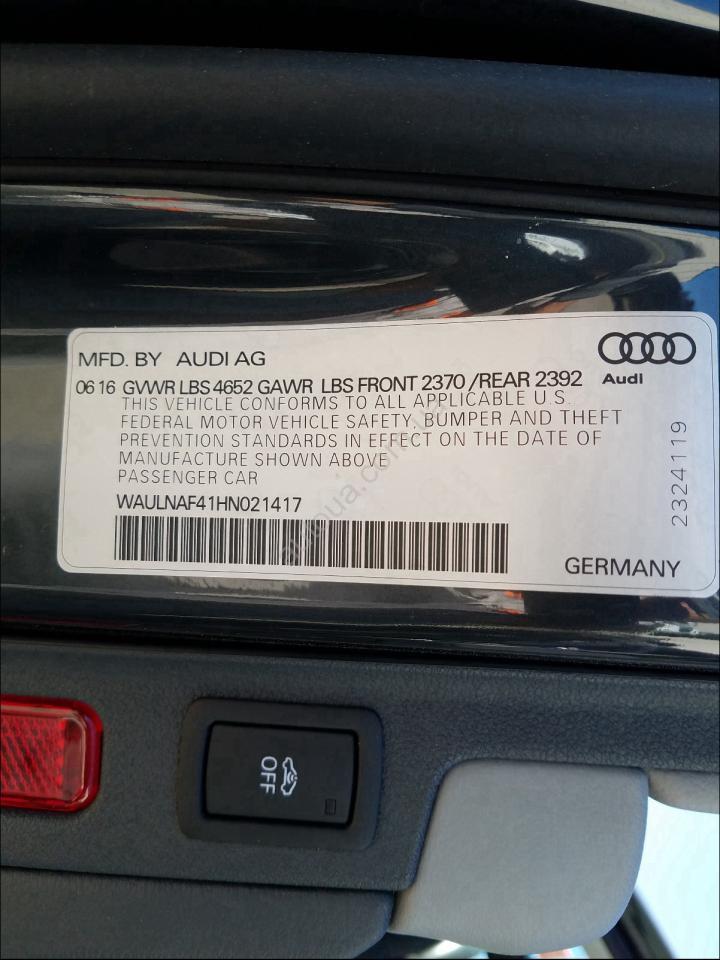 MFD. BY AUDI AG
Audi
06 16 GVWR LBS 4652 GAWR LBS FRONT 2370 /REAR 2392
THIS VEHICLE CONFORMS TO ALL APPLICABLE U.S.
FEDERAL MOTOR VEHICLE SAFETY, BUMPER AND THEFT
PREVENTION STANDARDS IN EFFECT ON THE DATE OF
MANUFACTURE SHOWN ABOVE
PASSENGER CAR
2324119
WAULNAF41HN021417
GERMANY
OFF